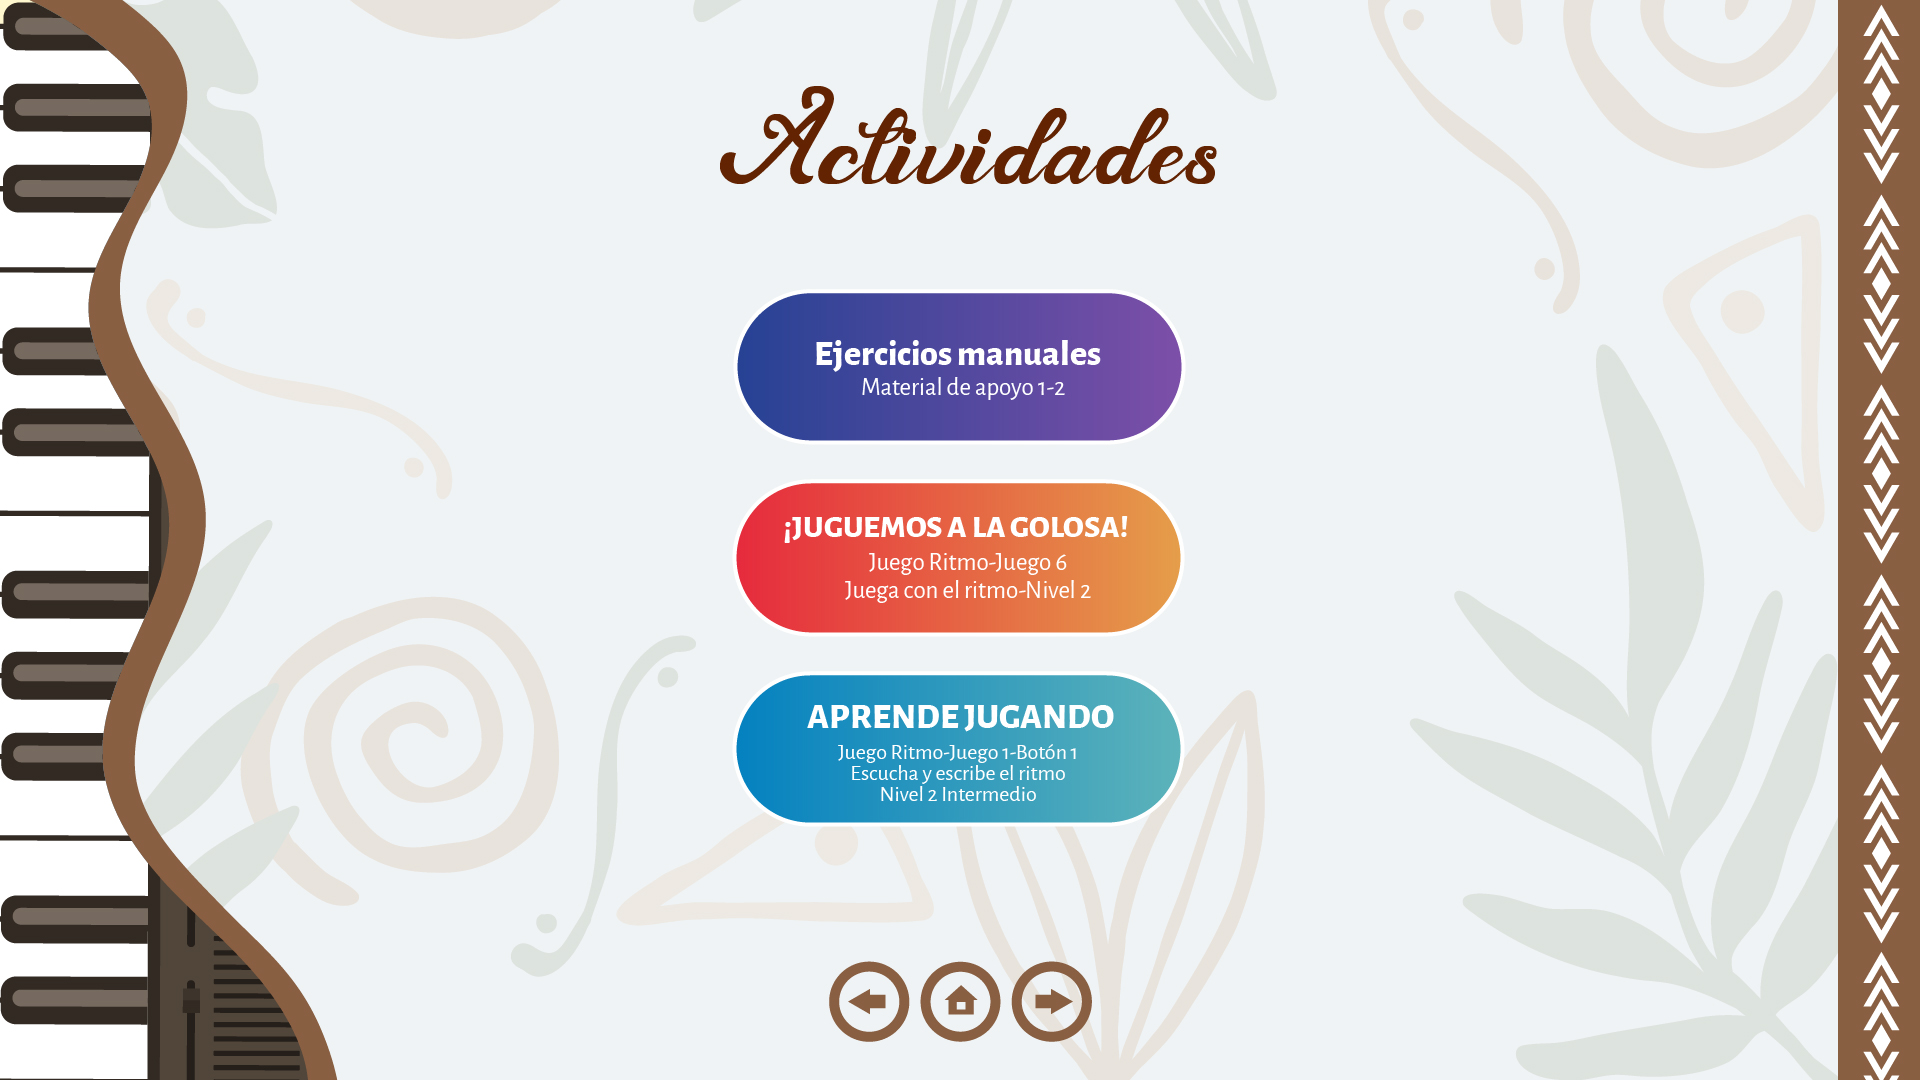 Actividades
Ejercicios manuales
Material de apoyo 1-2
¡JUGUEMOS A LA GOLOSA!
Juego Ritmo-Juego 6
Juega con el ritmo-Nivel 2
APRENDE JUGANDO
Juego Ritmo-Juego 1-Botón 1
Escucha y escribe el ritmo
Nivel 2 Intermedio